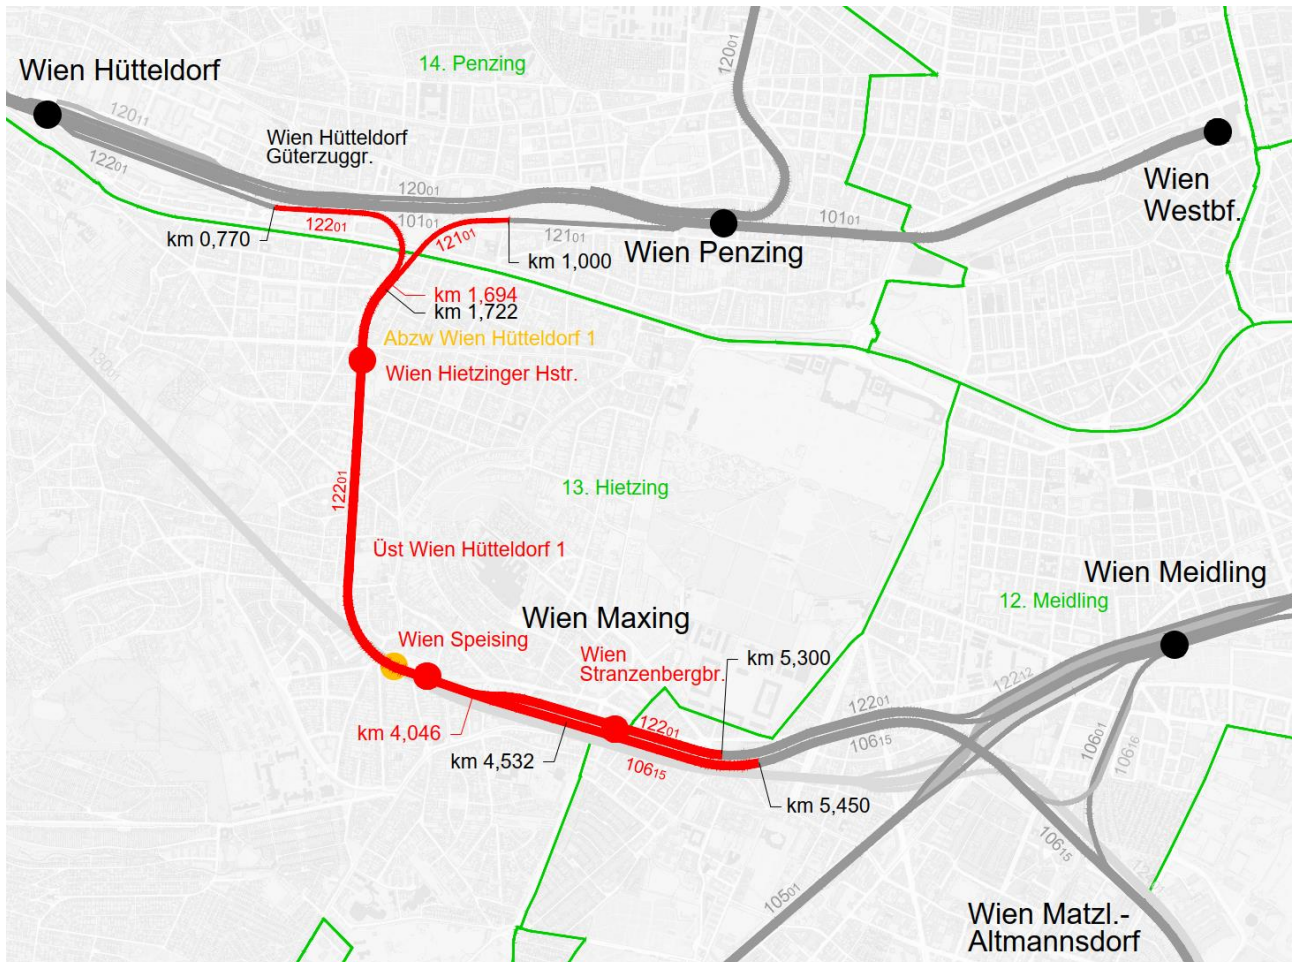 14. Penzing
12001
Wien Hütteldorf
12011
Wien Hütteldorf
Güterzuggr.
12201
12001
Wien
Westbf.
12201
10101
12101
12101
10101
km 0,770
Wien Penzing
km 1,000
km 1,694
km 1,722
Abzw Wien Hütteldorf 1
13001
Wien Hietzinger Hstr.
12201
13. Hietzing
Üst Wien Hütteldorf 1
Wien Meidling
12. Meidling
Wien Maxing
Wien Speising
Wien
Stranzenbergbr.
km 5,300
12212
12201
12201
km 4,046
10615
10601
10616
km 4,532
10615
km 5,450
10615
10501
Wien Matzl.-
Altmannsdorf